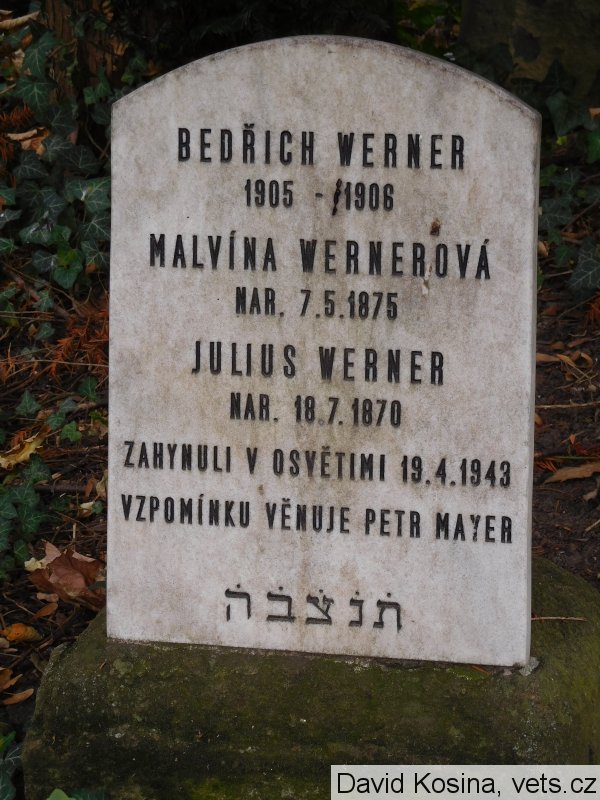 BEDŘICH WERNER
1905 - 1906
MALVÍNA WERNEROVÁ
NAR. 7.5.1875
JULIUS WERNER
NAR. 18.7.1870
ZAHYNULI V OSVĚTIMI 19.4.1943
VZPOMÍNKU VĚNUJE PETR MAYER
תׄנׄצׄבׄהׄ
David Kosina, vets.cz